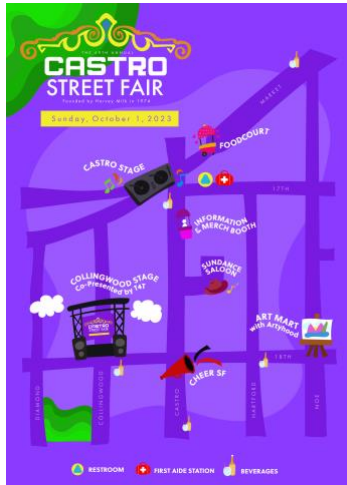 THE 49TH ANNUAL
CASTRO
STREET FAIR
Founded by Harvey Milk in 1974
Sunday, October 1, 2023
MARKET
FOODCOURT
CASTRO STAGE
17TH
INFORMATION
& MERCH BOOTH
SUNDANCE
SALOON
COLLINGWOOD STAGE
Co-Presented by 747
CASTRO
ART MART
with Artyhood
18TH
CHEER SF
DIAMOND
COLLINGWOOD
CASTRO
HARTFORD
NOE
RESTROOM
FIRST AIDE STATION
BEVERAGES